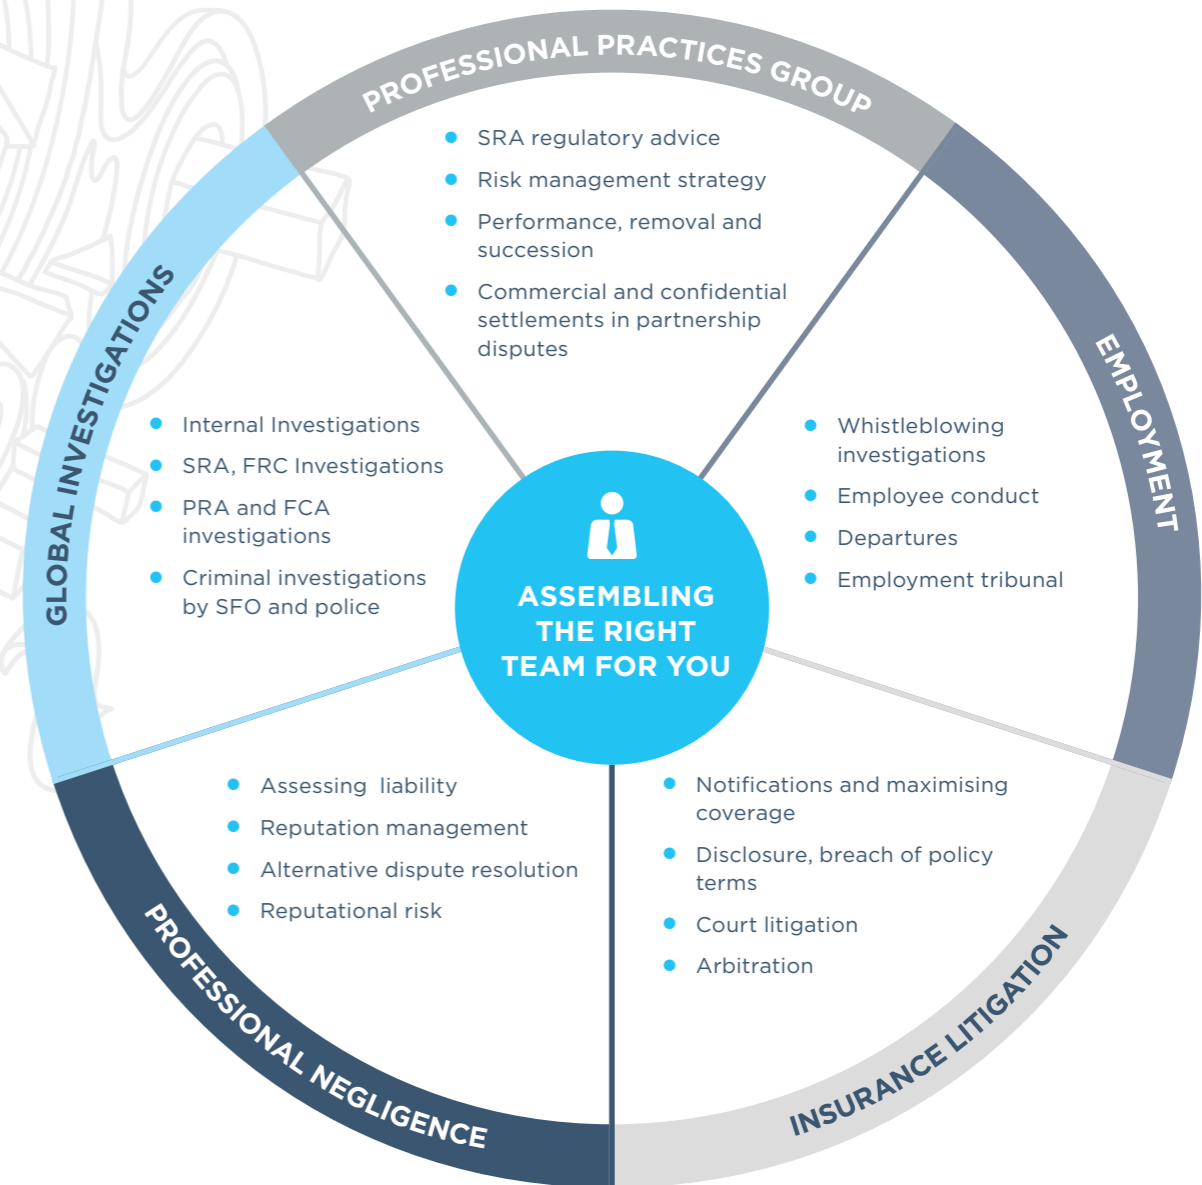 PROFESSIONAL PRACTICES GROUP
SRA regulatory advice
Risk management strategy
Performance, removal and
succession
Commercial and confidential
settlements in partnership
disputes
EMPLOYMENT
Whistleblowing
investigations
Employee conduct
Departures
Employment tribunal
INSURANCE LITIGATION
Notifications and maximising
coverage
Disclosure, breach of policy
terms
Court litigation
Arbitration
PROFESSIONAL NEGLIGENCE
Assessing liability
Reputation management
Alternative dispute resolution
Reputational risk
GLOBAL INVESTIGATIONS
Internal Investigations
SRA, FRC Investigations
PRA and FCA
investigations
Criminal investigations
by SFO and police
ASSEMBLING
THE RIGHT
TEAM FOR YOU